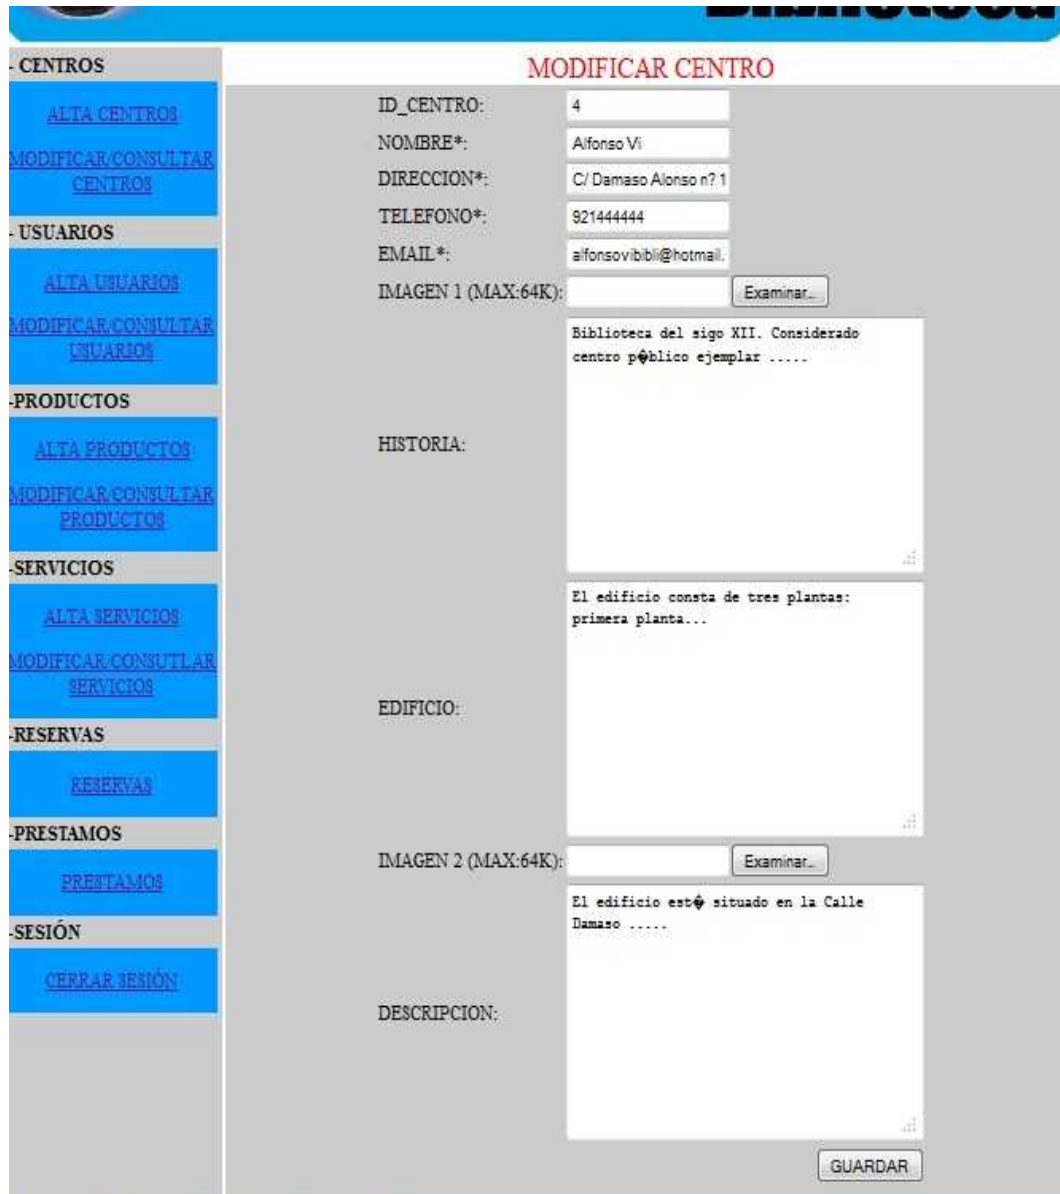 Biblioteca
- CENTROS
ALTA CENTROS
MODIFICAR/CONSULTAR
CENTROS
- USUARIOS
ALTA USUARIOS
MODIFICAR/CONSULTAR
USUARIOS
-PRODUCTOS
ALTA PRODUCTOS
MODIFICAR/CONSULTAR
PRODUCTOS
-SERVICIOS
ALTA SERVICIOS
MODIFICAR/CONSUTLAR
SERVICIOS
-RESERVAS
RESERVAS
-PRESTAMOS
PRESTAMOS
-SESIÓN
CERRAR SESIÓN
MODIFICAR CENTRO
ID_CENTRO: 4
NOMBRE*: Alfonso Vi
DIRECCION*: C/ Damaso Alonso n? 1
TELEFONO*: 921444444
EMAIL*: alfonsovibibli@hotmail.
IMAGEN 1 (MAX:64K): Examinar...
HISTORIA:
Biblioteca del sigo XII. Considerado
centro p�blico ejemplar .....
EDIFICIO:
El edificio consta de tres plantas:
primera planta...
IMAGEN 2 (MAX:64K): Examinar...
DESCRIPCION:
El edificio est� situado en la Calle
Damaso .....
GUARDAR